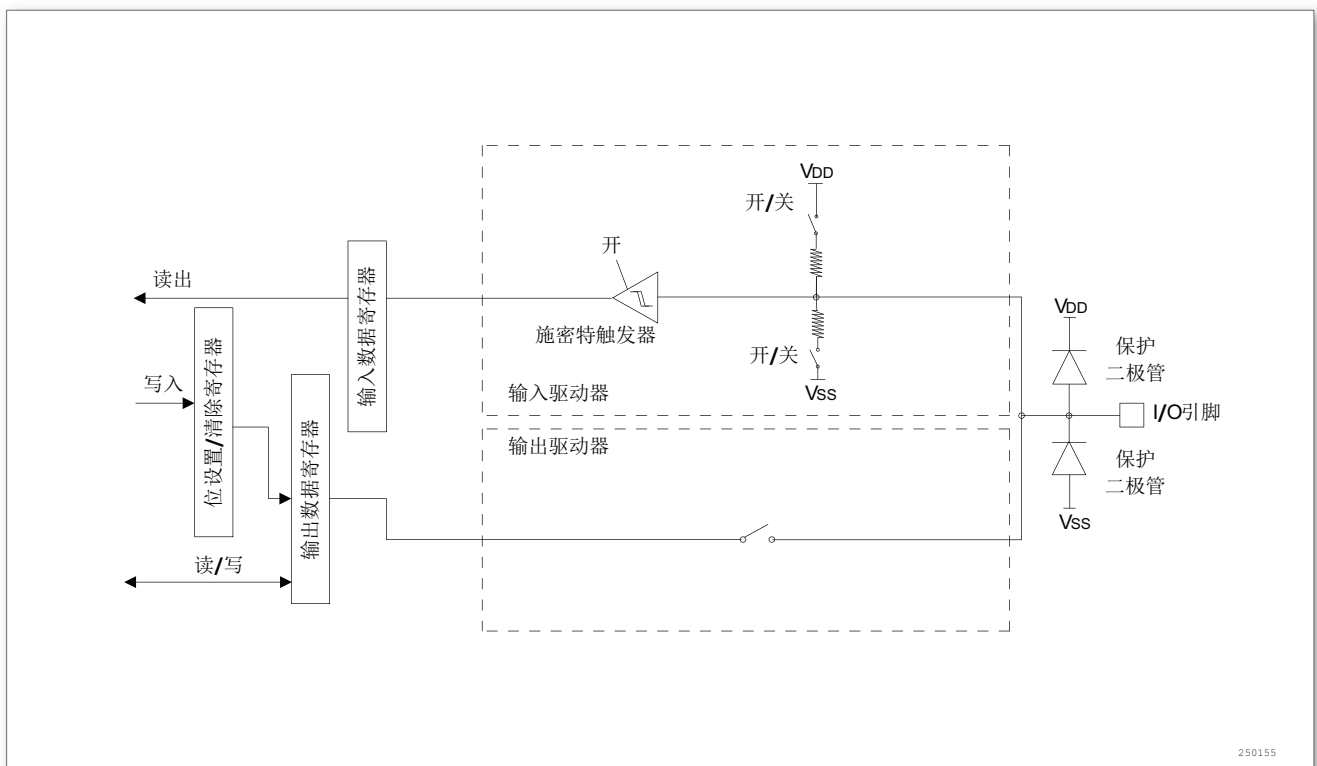 VDD
开/关
开
读出
输入数据寄存器
施密特触发器
开/关
VSS
输入驱动器
VDD
保护
二极管
I/O引脚
保护
二极管
VSS
写入
位设置/清除寄存器
输出数据寄存器
输出驱动器
读/写
250155